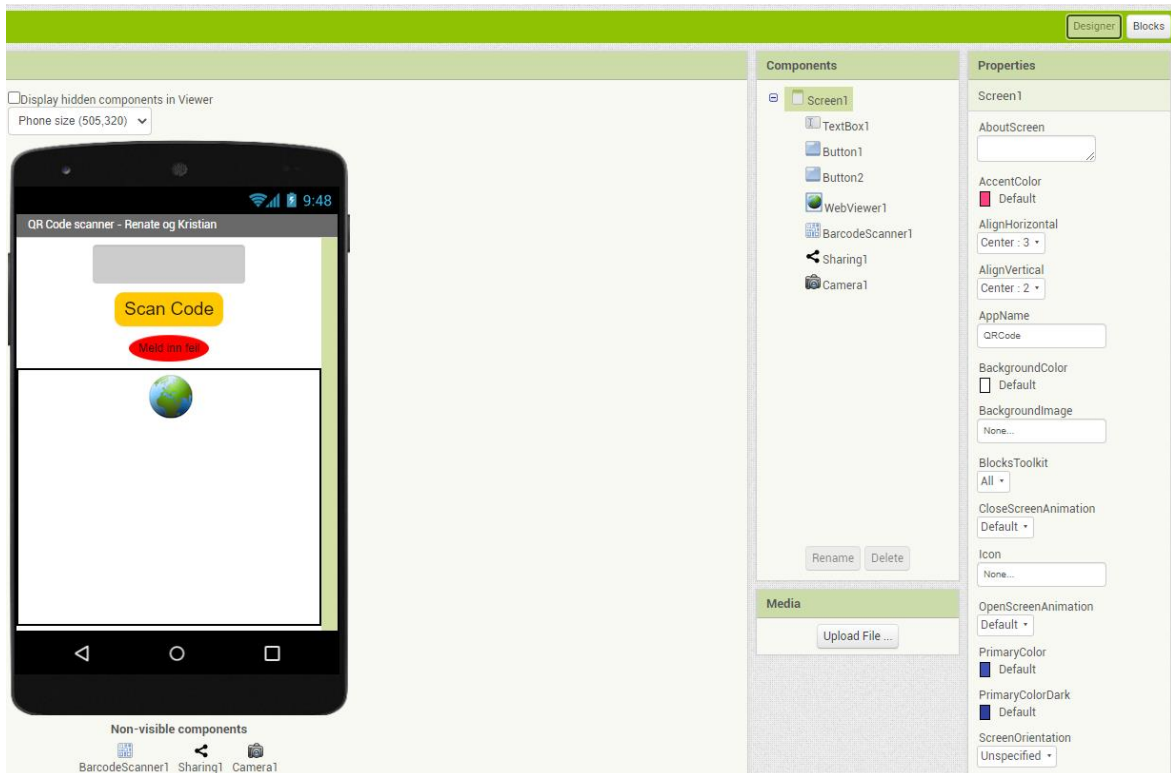 Designer
Blocks
Display hidden components in Viewer
Phone size (505,320)
9:48
QR Code scanner - Renate og Kristian
Scan Code
Meld inn feil
Non-visible components
BarcodeScanner1
Sharing1
Camera1
Components
Screen1
TextBox1
Button1
Button2
WebViewer1
BarcodeScanner1
Sharing1
Camera1
Rename
Delete
Media
Upload File ...
Properties
Screen1
AboutScreen
AccentColor
Default
AlignHorizontal
Center : 3
AlignVertical
Center : 2
AppName
QRCode
BackgroundColor
Default
BackgroundImage
None...
BlocksToolkit
All
CloseScreenAnimation
Default
Icon
None...
OpenScreenAnimation
Default
PrimaryColor
Default
PrimaryColorDark
Default
ScreenOrientation
Unspecified